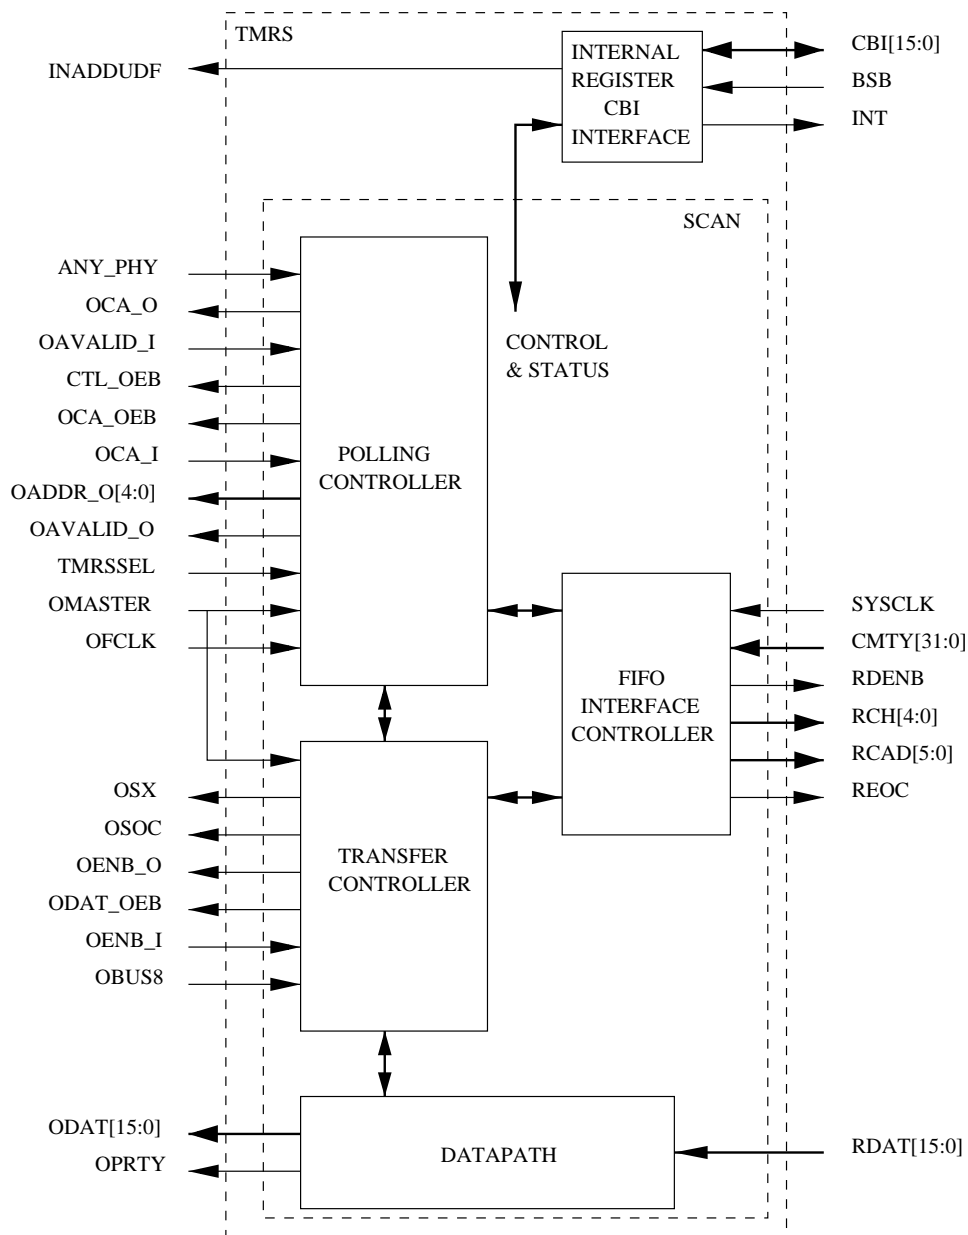 TMRS
INADDUDF
INTERNAL
REGISTER
CBI
INTERFACE
CBI[15:0]
BSB
INT
SCAN
ANY_PHY
OCA_O
OAVALID_I
CTL_OEB
OCA_OEB
OCA_I
OADDR_O[4:0]
OAVALID_O
TMRSSEL
OMASTER
OFCLK
POLLING
CONTROLLER
CONTROL
& STATUS
FIFO
INTERFACE
CONTROLLER
SYSCLK
CMTY[31:0]
RDENB
RCH[4:0]
RCAD[5:0]
REOC
OSX
OSOC
OENB_O
ODAT_OEB
OENB_I
OBUS8
TRANSFER
CONTROLLER
ODAT[15:0]
OPRTY
DATAPATH
RDAT[15:0]